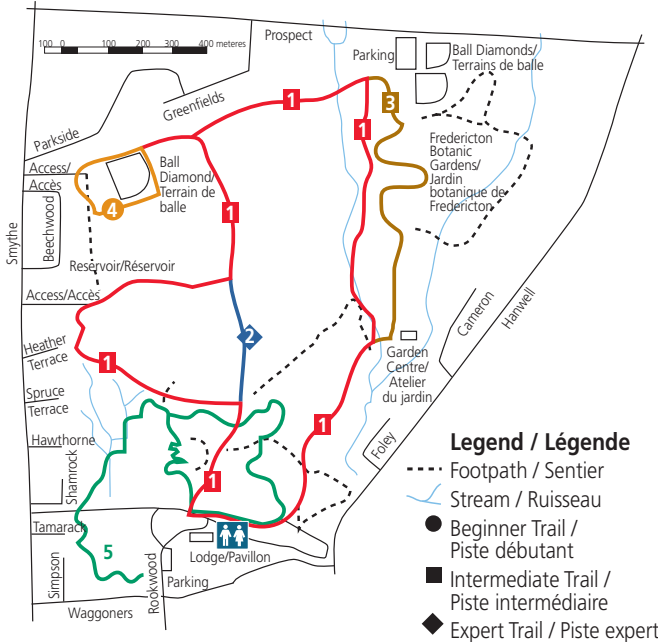 Prospect
100 0 100 200 300 400 meteres
Parking
Ball Diamonds/
Terrains de balle
Greenfields
1
3
1
Parkside
Fredericton
Botanic
Gardens/
Jardin
botanique de
Fredericton
Access/
Accès
Ball
Diamond/
Terrain de
balle
Smythe
Beechwood
4
1
Reservoir/Réservoir
Access/Accès
Cameron
Hanwell
2
Heather
Terrace
1
Garden
Centre/
Atelier
du jardin
Spruce
Terrace
1
Foley
Hawthorne
Shamrock
1
Tamarack
Lodge/Pavillon
5
Simpson
Rookwood
Parking
Waggoners
Legend / Légende
Footpath / Sentier
Stream / Ruisseau
Beginner Trail /
Piste débutant
Intermediate Trail /
Piste intermédiaire
Expert Trail / Piste expert